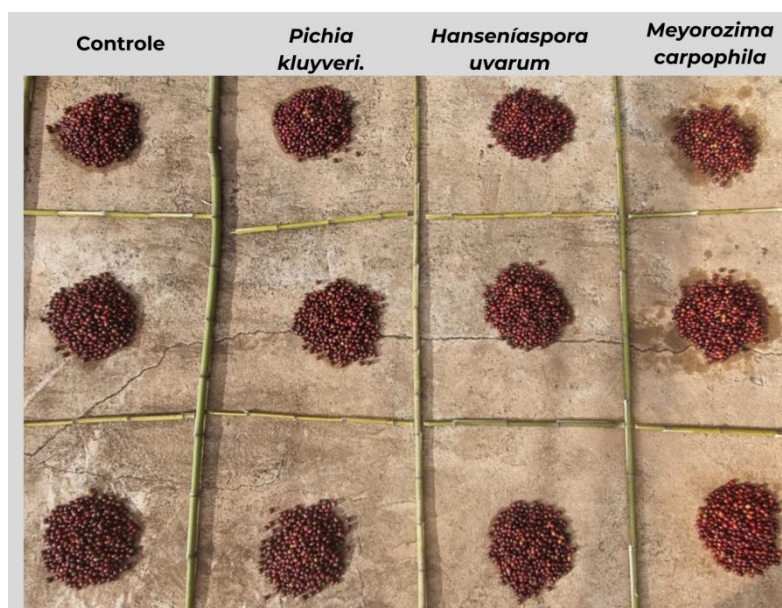 Controle
Pichia
kluyveri.
Hanseníaspora
uvarum
Meyorozima
carpophila